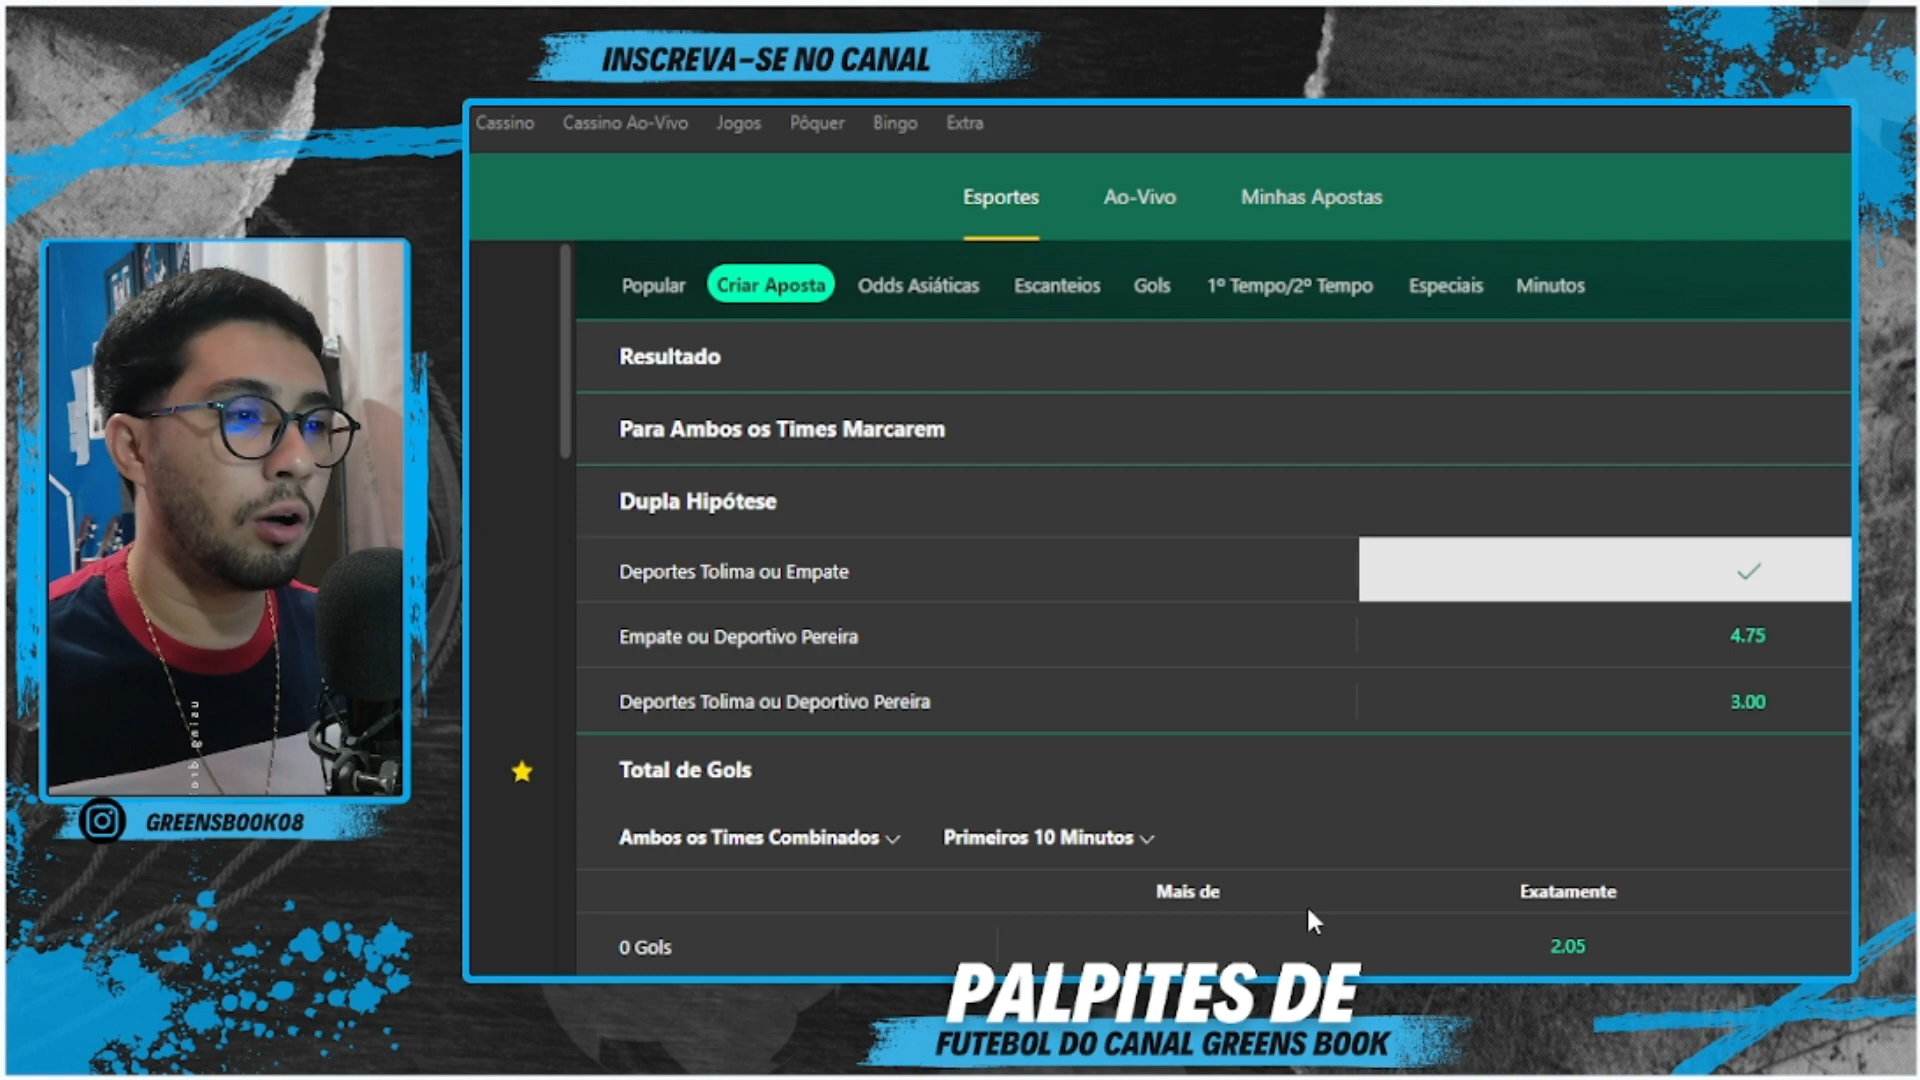 INSCREVA-SE NO CANAL
Cassino Cassino Ao-Vivo Jogos Pôquer Bingo Extra
Esportes Ao-Vivo Minhas Apostas
Popular Criar Aposta Odds Asiáticas Escanteios Gols 1º Tempo/2º Tempo Especiais Minutos
Resultado
Para Ambos os Times Marcarem
Dupla Hipótese
Deportes Tolima ou Empate
Empate ou Deportivo Pereira 4.75
Deportes Tolima ou Deportivo Pereira 3.00
Total de Gols
Ambos os Times Combinados Primeiros 10 Minutos
Mais de Exatamente
0 Gols 2.05
GREENSBOOK08
PALPITES DE
FUTEBOL DO CANAL GREENS BOOK